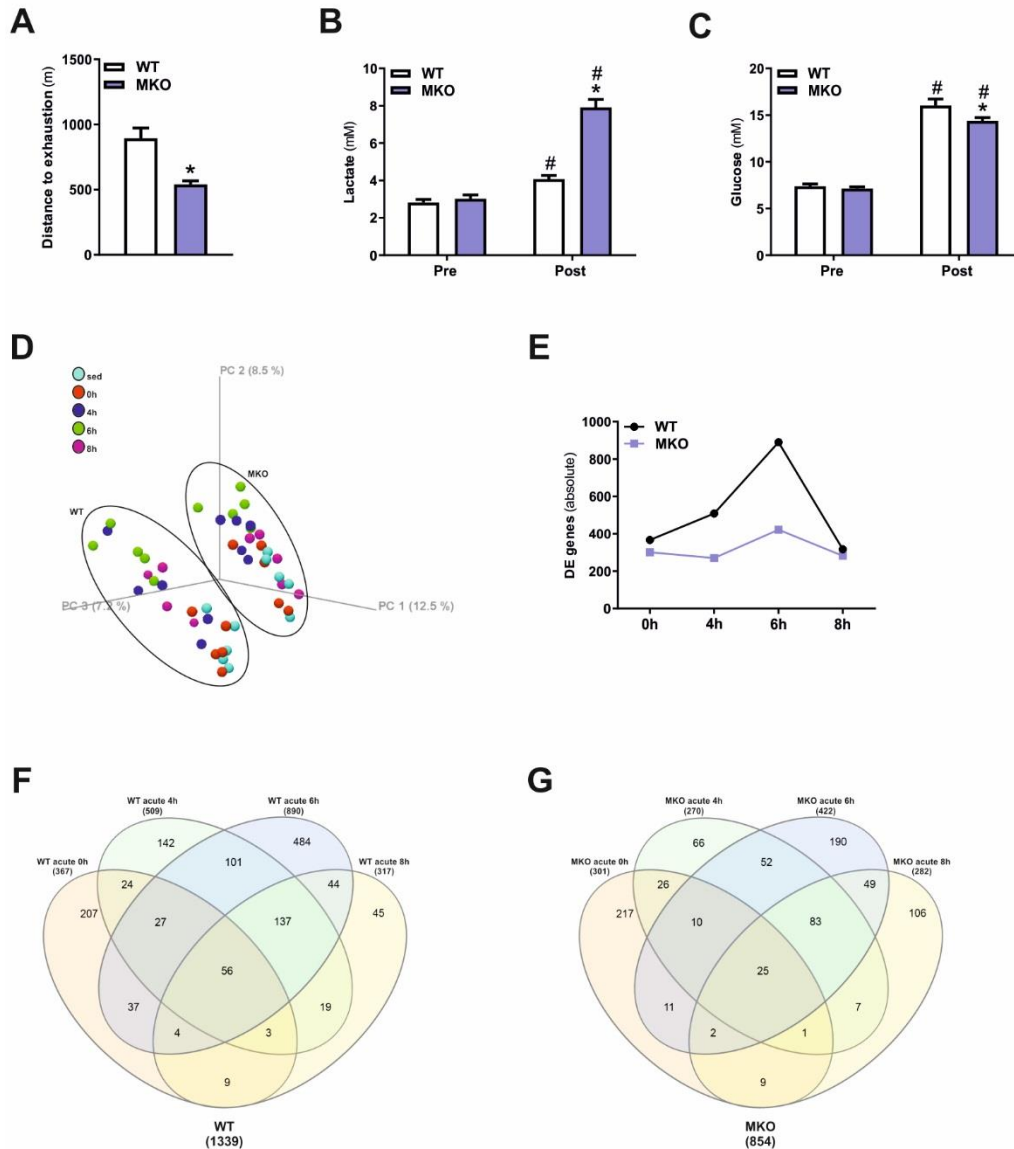 A
Distance to exhaustion (m)
1500
1000
500
0
WT
MKO
*
B
Lactate (mM)
10
8
6
4
2
0
WT
MKO
#
#
*
Pre
Post
C
Glucose (mM)
20
15
10
5
0
WT
MKO
#
#
*
Pre
Post
D
sed
0h
4h
6h
8h
PC 2 (8.5 %)
MKO
WT
PC 3 (7.2 %)
PC 1 (12.5 %)
E
DE genes (absolute)
1000
800
600
400
200
0
WT
MKO
0h
4h
6h
8h
F
WT acute 4h
(509)
WT acute 6h
(890)
WT acute 0h
(367)
WT acute 8h
(317)
142
101
484
24
44
207
27
137
45
56
37
19
4
3
9
WT
(1339)
G
MKO acute 4h
(270)
MKO acute 6h
(422)
MKO acute 0h
(301)
MKO acute 8h
(282)
66
52
190
26
49
217
10
83
106
25
11
7
2
1
9
MKO
(854)